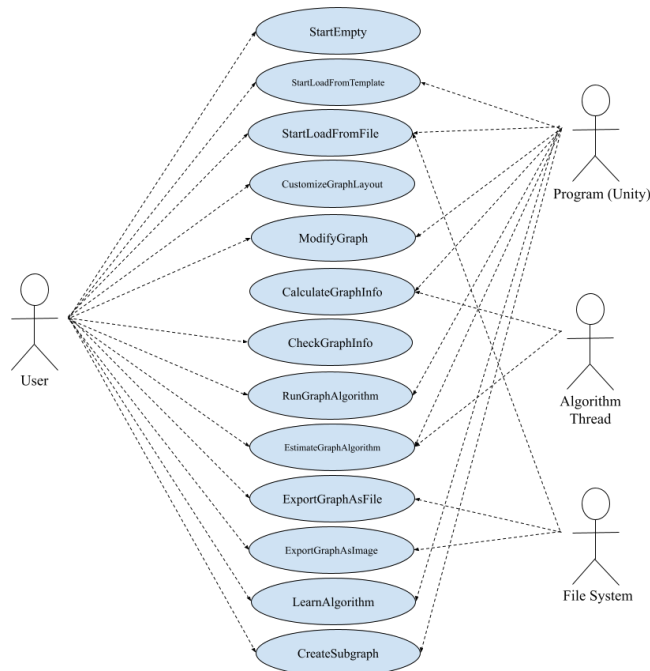 StartEmpty
StartLoadFromTemplate
StartLoadFromFile
CustomizeGraphLayout
ModifyGraph
CalculateGraphInfo
CheckGraphInfo
RunGraphAlgorithm
EstimateGraphAlgorithm
ExportGraphAsFile
ExportGraphAsImage
LearnAlgorithm
CreateSubgraph
User
Program (Unity)
Algorithm
Thread
File System